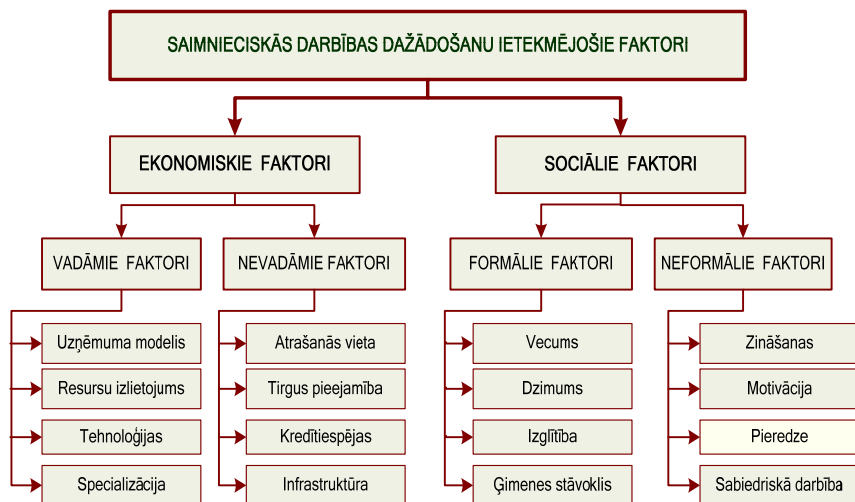 SAIMNIECISKĀS DARBĪBAS DAŽĀDOŠANU IETEKMĒJOŠIE FAKTORI
EKONOMISKIE FAKTORI
SOCIĀLIE FAKTORI
VADĀMIE FAKTORI
NEVADĀMIE FAKTORI
FORMĀLIE FAKTORI
NEFORMĀLIE FAKTORI
Uzņēmuma modelis
Atrašanās vieta
Vecums
Zināšanas
Resursu izlietojums
Tirgus pieejamība
Dzimums
Motivācija
Tehnoloģijas
Kredītiespējas
Izglītība
Pieredze
Specializācija
Infrastruktūra
Ģimenes stāvoklis
Sabiedriskā darbība